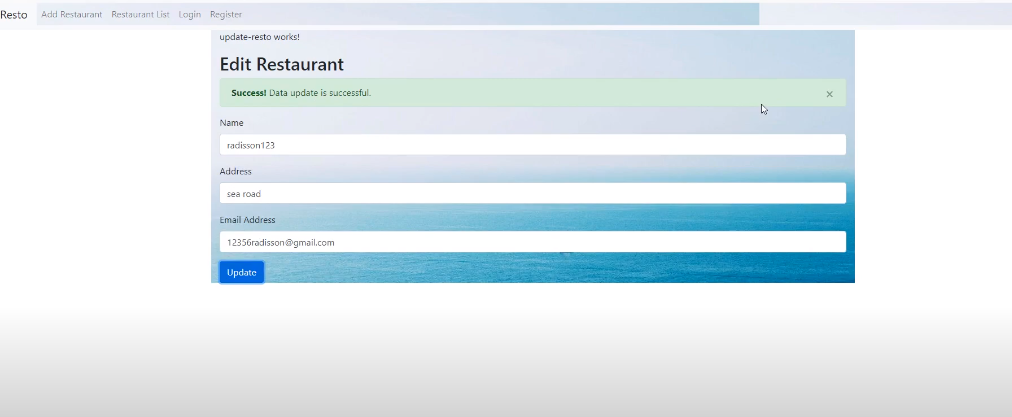 Resto Add Restaurant Restaurant List Login Register
update-resto works!
Edit Restaurant
Success! Data update is successful. ×
Name
radisson123
Address
sea road
Email Address
12356radisson@gmail.com
Update